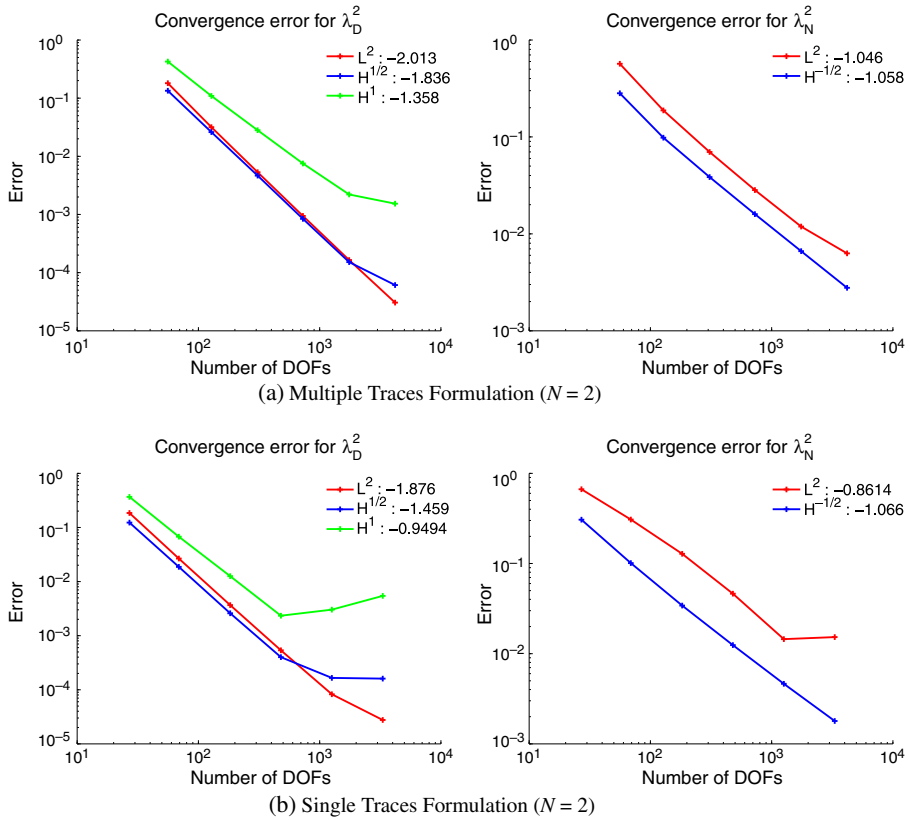 Convergence error for λ_D^2
10^0
10^-1
10^-2
10^-3
10^-4
10^-5
Error
L^2 : −2.013
H^1/2 : −1.836
H^1 : −1.358
10^1
10^2
10^3
10^4
Number of DOFs
Convergence error for λ_N^2
10^0
10^-1
10^-2
10^-3
Error
L^2 : −1.046
H^−1/2 : −1.058
10^1
10^2
10^3
10^4
Number of DOFs
(a) Multiple Traces Formulation (N = 2)
Convergence error for λ_D^2
10^0
10^-1
10^-2
10^-3
10^-4
10^-5
Error
L^2 : −1.876
H^1/2 : −1.459
H^1 : −0.9494
10^1
10^2
10^3
10^4
Number of DOFs
Convergence error for λ_N^2
10^0
10^-1
10^-2
10^-3
Error
L^2 : −0.8614
H^−1/2 : −1.066
10^1
10^2
10^3
10^4
Number of DOFs
(b) Single Traces Formulation (N = 2)